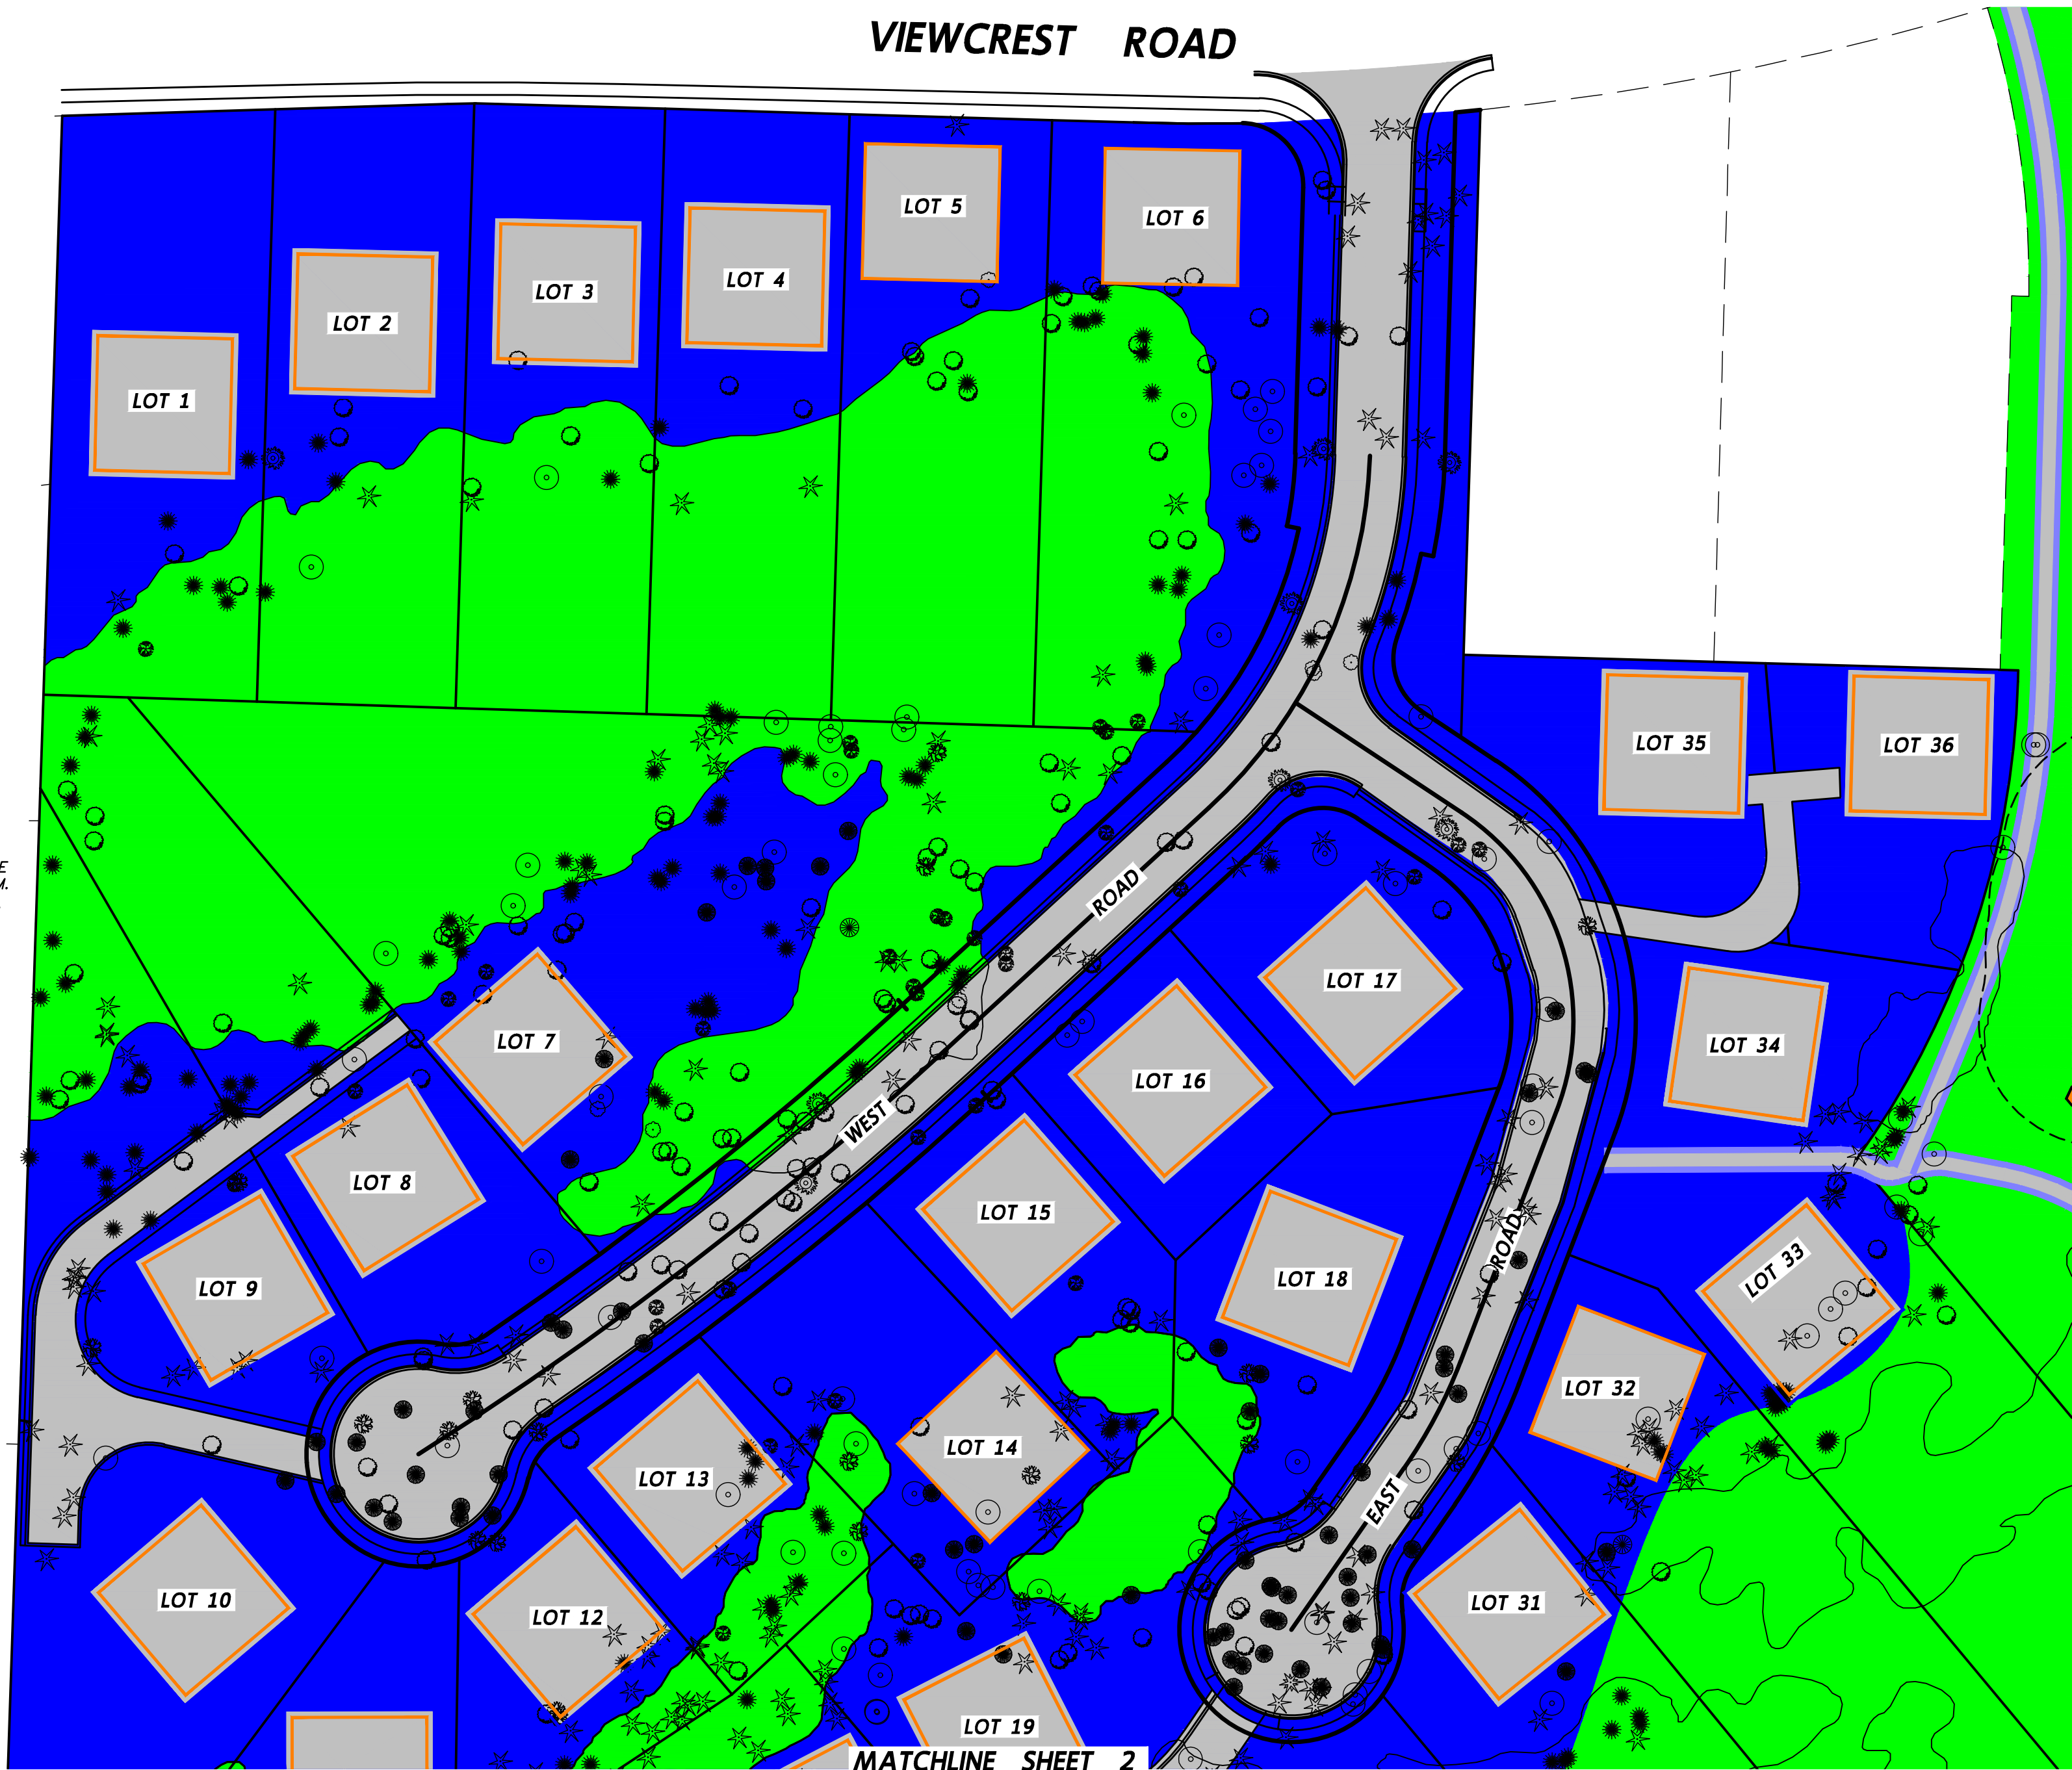 VIEWCREST ROAD
LOT 5
LOT 6
LOT 4
LOT 3
LOT 2
LOT 1
LOT 35
LOT 36
E
M.
ROAD
LOT 17
LOT 7
LOT 34
LOT 16
WEST
LOT 8
LOT 15
ROAD
LOT 33
LOT 18
LOT 9
LOT 32
LOT 14
LOT 13
EAST
LOT 10
LOT 31
LOT 12
LOT 19
MATCHLINE SHEET 2